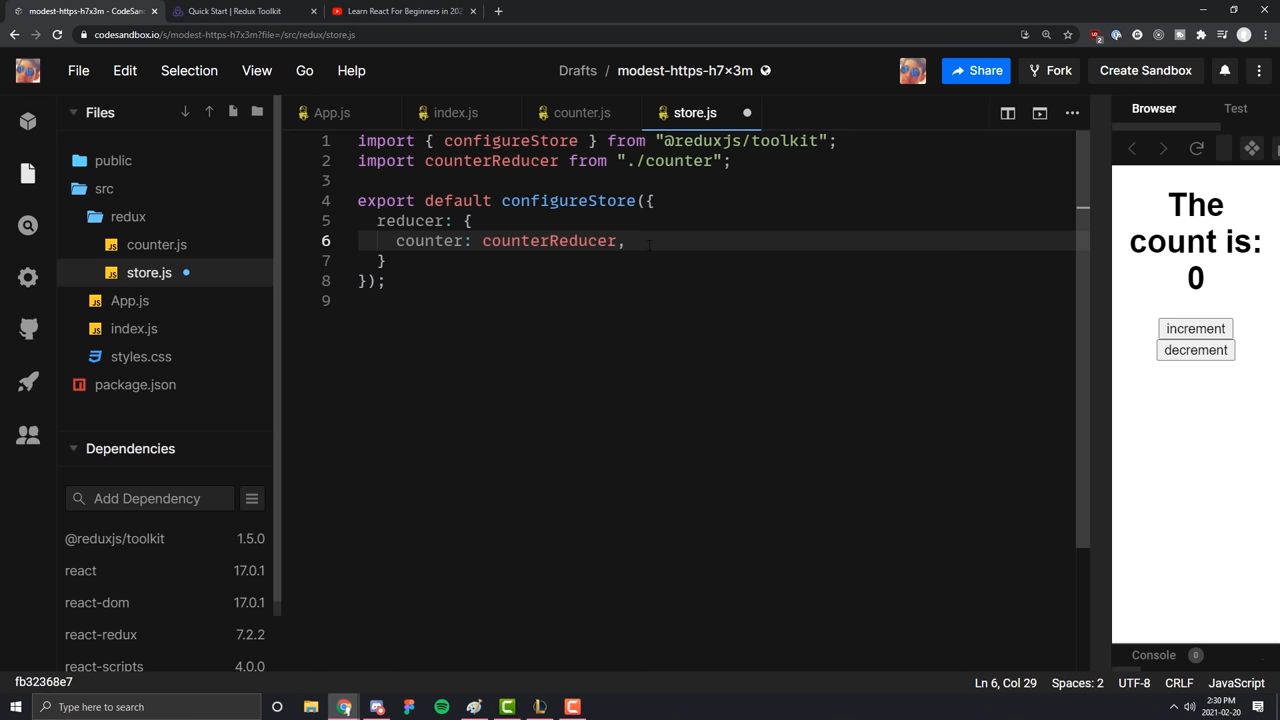 modest-https-h7x3m - CodeSan
Quick Start | Redux Toolkit
Learn React For Beginners in 202
codesandbox.io/s/modest-https-h7x3m?file=/src/redux/store.js
File Edit Selection View Go Help
Drafts / modest-https-h7x3m
Share Fork Create Sandbox
Files
App.js index.js counter.js store.js
Browser Test
public
src
redux
counter.js
store.js
App.js
index.js
styles.css
package.json
1 import { configureStore } from "@reduxjs/toolkit";
2 import counterReducer from "./counter";
3
4 export default configureStore({
5 reducer: {
6 counter: counterReducer,
7 }
8 });
9
The
count is:
0
increment
decrement
Dependencies
Add Dependency
@reduxjs/toolkit 1.5.0
react 17.0.1
react-dom 17.0.1
react-redux 7.2.2
react-scripts 4.0.0
Console 0
fb32368e7
Ln 6, Col 29 Spaces: 2 UTF-8 CRLF JavaScript
Type here to search
2:30 PM
2021-02-20